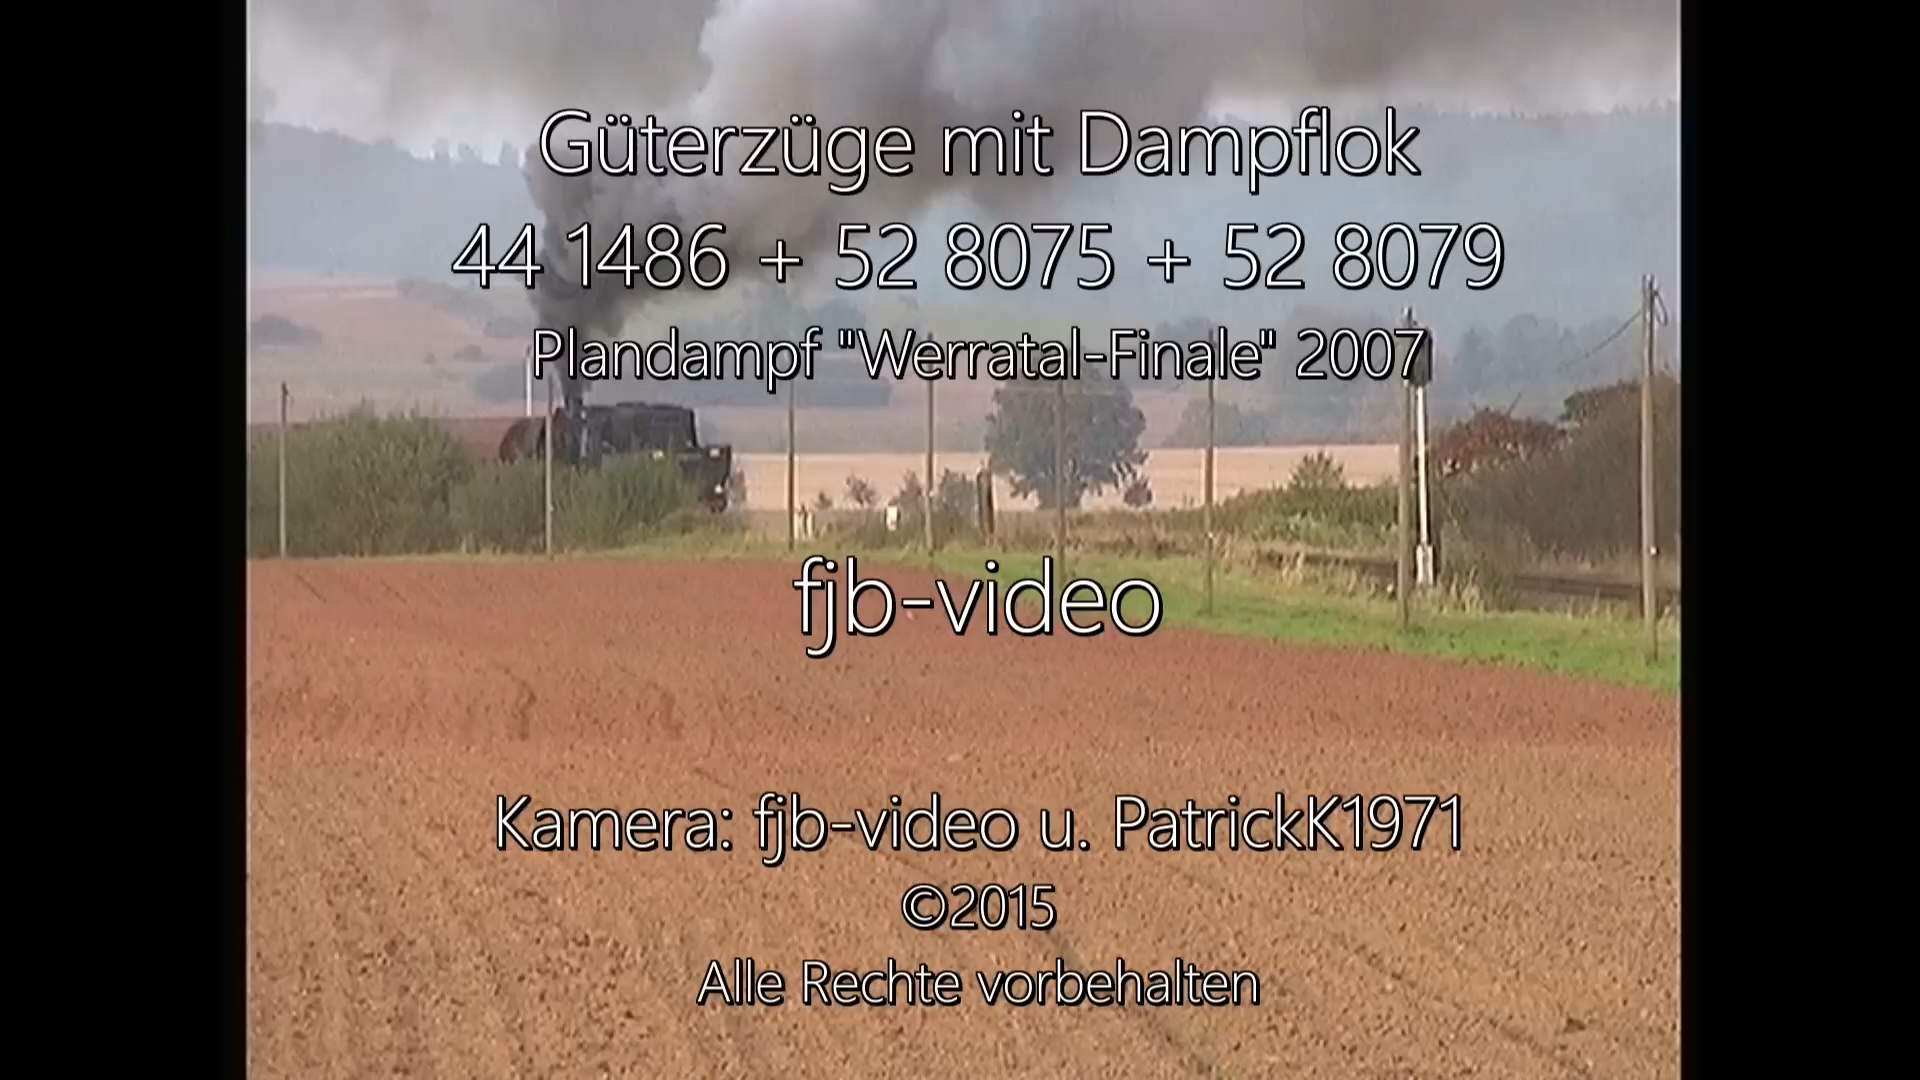 Güterzüge mit Dampflok
44 1486 + 52 8075 + 52 8079
Plandampf "Werratal-Finale" 2007
fjb-video
Kamera: fjb-video u. PatrickK1971
©2015
Alle Rechte vorbehalten